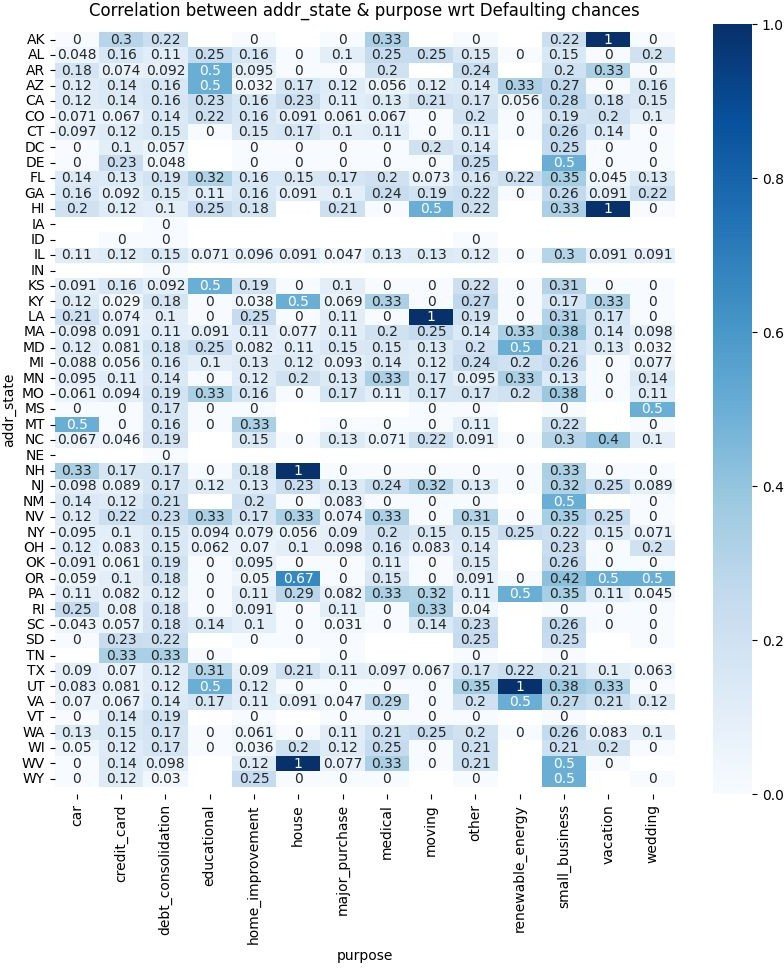 Correlation between addr_state & purpose wrt Defaulting chances
AK 0 0.3 0.22 0 0 0.33 0 0.22 1 0
AL 0.048 0.16 0.11 0.25 0.16 0 0.1 0.25 0.25 0.15 0 0.15 0 0.2
AR 0.18 0.074 0.092 0.5 0.095 0 0 0.2 0.24 0.2 0.33 0
AZ 0.12 0.14 0.16 0.5 0.032 0.17 0.12 0.056 0.12 0.14 0.33 0.27 0 0.16
CA 0.12 0.14 0.16 0.23 0.16 0.23 0.11 0.13 0.21 0.17 0.056 0.28 0.18 0.15
CO 0.071 0.067 0.14 0.22 0.16 0.091 0.061 0.067 0 0.2 0 0.19 0.2 0.1
CT 0.097 0.12 0.15 0 0.15 0.17 0.1 0.11 0 0.11 0 0.26 0.14 0
DC 0 0.1 0.057 0 0 0 0 0.2 0.14 0.25 0 0
DE 0 0.23 0.048 0 0 0 0 0.25 0.5 0 0
FL 0.14 0.13 0.19 0.32 0.16 0.15 0.17 0.2 0.073 0.16 0.22 0.35 0.045 0.13
GA 0.16 0.092 0.15 0.11 0.16 0.091 0.1 0.24 0.19 0.22 0 0.26 0.091 0.22
HI 0.2 0.12 0.1 0.25 0.18 0.21 0 0.5 0.22 0.33 1 0
IA 0
ID 0 0 0
IL 0.11 0.12 0.15 0.071 0.096 0.091 0.047 0.13 0.13 0.12 0 0.3 0.091 0.091
IN 0
KS 0.091 0.16 0.092 0.5 0.19 0 0.1 0 0 0.22 0 0.31 0 0
KY 0.12 0.029 0.18 0 0.038 0.5 0.069 0.33 0 0.27 0 0.17 0.33 0
LA 0.21 0.074 0.1 0 0.25 0 0.11 0 1 0.19 0 0.31 0.17 0
MA 0.098 0.091 0.11 0.091 0.11 0.077 0.11 0.2 0.25 0.14 0.33 0.38 0.14 0.098
MD 0.12 0.081 0.18 0.25 0.082 0.11 0.15 0.15 0.13 0.2 0.5 0.21 0.13 0.032
MI 0.088 0.056 0.16 0.1 0.13 0.12 0.093 0.14 0.12 0.24 0.2 0.26 0 0.077
MN 0.095 0.11 0.14 0 0.12 0.2 0.13 0.33 0.17 0.095 0.33 0.13 0 0.14
MO 0.061 0.094 0.19 0.33 0.16 0 0.17 0.11 0.17 0.17 0.2 0.38 0 0.11
MS 0 0 0.17 0 0 0 0 0 0.5
MT 0.5 0 0.16 0 0.33 0 0 0 0.11 0.22 0
NC 0.067 0.046 0.19 0.15 0 0.13 0.071 0.22 0.091 0 0.3 0.4 0.1
NE 0
NH 0.33 0.17 0.17 0 0.18 1 0 0 0 0 0 0.33 0 0
NJ 0.098 0.089 0.17 0.12 0.13 0.23 0.13 0.24 0.32 0.13 0 0.32 0.25 0.089
NM 0.14 0.12 0.21 0.2 0 0.083 0 0 0 0.5 0 0
NV 0.12 0.22 0.23 0.33 0.17 0.33 0.074 0.33 0 0.31 0 0.35 0.25 0
NY 0.095 0.1 0.15 0.094 0.079 0.056 0.09 0.2 0.15 0.15 0.25 0.22 0.15 0.071
OH 0.12 0.083 0.15 0.062 0.07 0.1 0.098 0.16 0.083 0.14 0.23 0 0.2
OK 0.091 0.061 0.19 0 0.095 0 0 0.11 0 0.15 0.26 0 0
OR 0.059 0.1 0.18 0 0.05 0.67 0 0.15 0 0.091 0 0.42 0.5 0.5
PA 0.11 0.082 0.12 0 0.11 0.29 0.082 0.33 0.32 0.11 0.5 0.35 0.11 0.045
RI 0.25 0.08 0.18 0 0.091 0 0.11 0 0.33 0.04 0 0 0
SC 0.043 0.057 0.18 0.14 0.1 0 0.031 0 0.14 0.23 0.26 0 0
SD 0 0.23 0.22 0 0 0 0.25 0.25 0
TN 0.33 0.33 0 0 0
TX 0.09 0.07 0.12 0.31 0.09 0.21 0.11 0.097 0.067 0.17 0.22 0.21 0.1 0.063
UT 0.083 0.081 0.12 0.5 0.12 0 0 0 0 0.35 1 0.38 0.33 0
VA 0.07 0.067 0.14 0.17 0.11 0.091 0.047 0.29 0 0.2 0.5 0.27 0.21 0.12
VT 0 0.14 0.19 0 0 0 0 0
WA 0.13 0.15 0.17 0 0.061 0 0.11 0.21 0.25 0.2 0 0.26 0.083 0.1
WI 0.05 0.12 0.17 0 0.036 0.2 0.12 0.25 0 0.21 0.21 0.2 0
WV 0 0.14 0.098 0.12 1 0.077 0.33 0 0.21 0.5 0
WY 0 0.12 0.03 0.25 0 0 0 0 0.5 0
addr_state
car credit_card debt_consolidation educational home_improvement house major_purchase medical moving other renewable_energy small_business vacation wedding
purpose
1.0
0.8
0.6
0.4
0.2
0.0